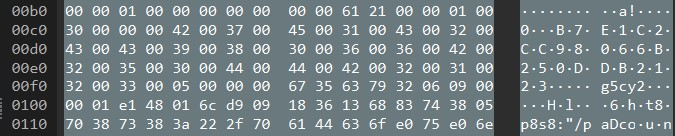 00b0 00 00 01 00 00 00 00 00 00 00 61 21 00 00 01 00 ········ ··a!····
00c0 30 00 00 00 42 00 37 00 45 00 31 00 43 00 32 00 0···B·7· E·1·C·2·
00d0 43 00 43 00 39 00 38 00 30 00 36 00 36 00 42 00 C·C·9·8· 0·6·6·B·
00e0 32 00 35 00 30 00 44 00 44 00 42 00 32 00 31 00 2·5·0·D· D·B·2·1·
00f0 32 00 33 00 05 00 00 00 67 35 63 79 32 06 09 00 2·3····· g5cy2···
0100 00 01 e1 48 01 6c d9 09 18 36 13 68 83 74 38 05 ···H·l·· ·6·h·t8·
0110 70 38 73 38 3a 22 2f 70 61 44 63 6f e0 75 e0 6e p8s8:"/p aDco·u·n